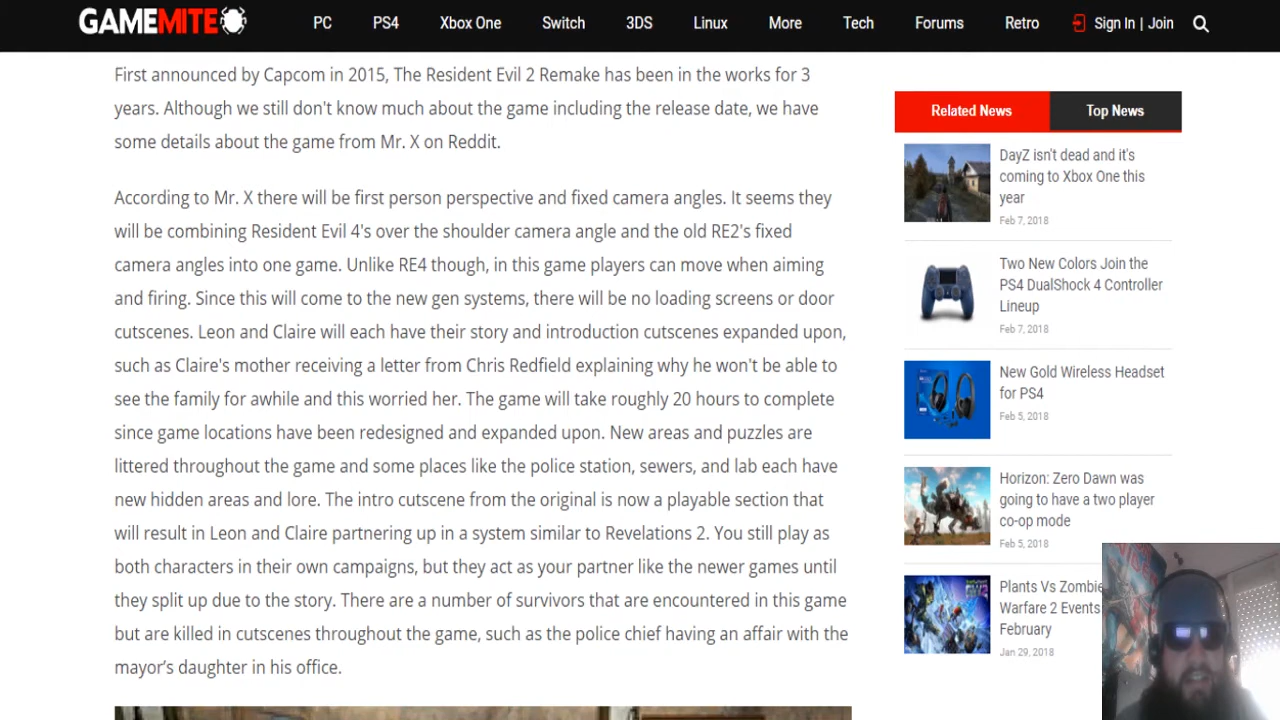 GAMEMITE
PC PS4 Xbox One Switch 3DS Linux More Tech Forums Retro Sign In | Join
First announced by Capcom in 2015, The Resident Evil 2 Remake has been in the works for 3
years. Although we still don't know much about the game including the release date, we have
some details about the game from Mr. X on Reddit.
According to Mr. X there will be first person perspective and fixed camera angles. It seems they
will be combining Resident Evil 4's over the shoulder camera angle and the old RE2's fixed
camera angles into one game. Unlike RE4 though, in this game players can move when aiming
and firing. Since this will come to the new gen systems, there will be no loading screens or door
cutscenes. Leon and Claire will each have their story and introduction cutscenes expanded upon,
such as Claire's mother receiving a letter from Chris Redfield explaining why he won't be able to
see the family for awhile and this worried her. The game will take roughly 20 hours to complete
since game locations have been redesigned and expanded upon. New areas and puzzles are
littered throughout the game and some places like the police station, sewers, and lab each have
new hidden areas and lore. The intro cutscene from the original is now a playable section that
will result in Leon and Claire partnering up in a system similar to Revelations 2. You still play as
both characters in their own campaigns, but they act as your partner like the newer games until
they split up due to the story. There are a number of survivors that are encountered in this game
but are killed in cutscenes throughout the game, such as the police chief having an affair with the
mayor's daughter in his office.
Related News Top News
DayZ isn't dead and it's
coming to Xbox One this
year
Feb 7, 2018
Two New Colors Join the
PS4 DualShock 4 Controller
Lineup
Feb 7, 2018
New Gold Wireless Headset
for PS4
Feb 5, 2018
Horizon: Zero Dawn was
going to have a two player
co-op mode
Feb 5, 2018
Plants Vs Zombie
Warfare 2 Events
February
Jan 29, 2018